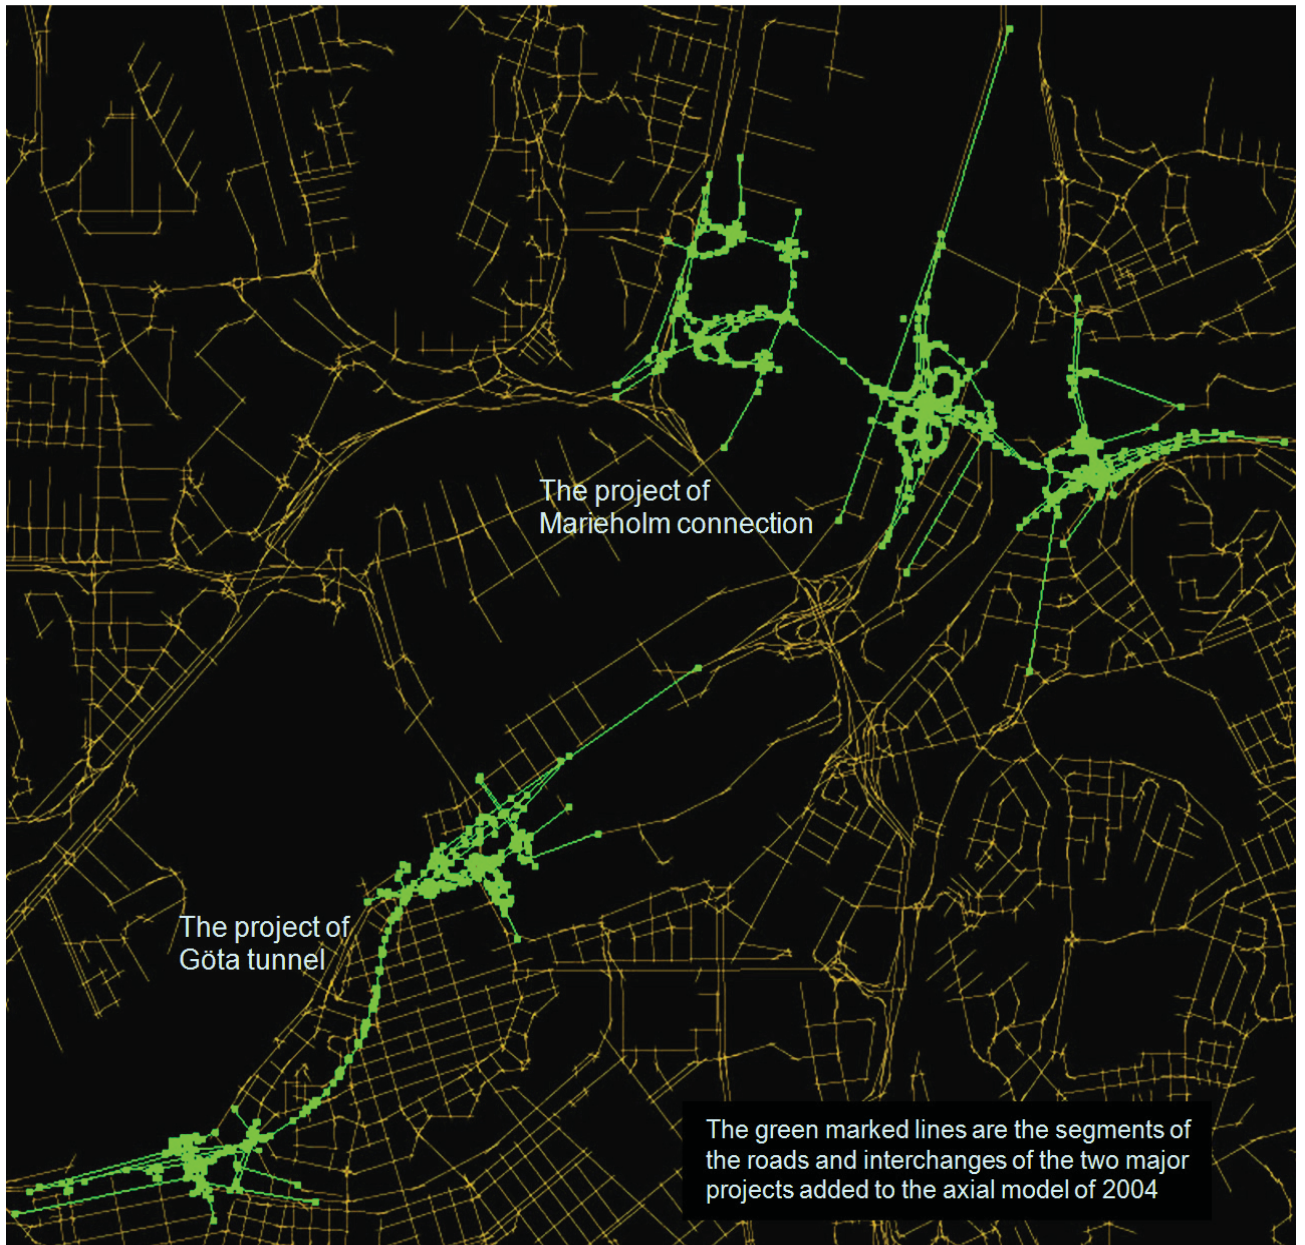 The project of
Marieholm connection
The project of
Göta tunnel
The green marked lines are the segments of
the roads and interchanges of the two major
projects added to the axial model of 2004